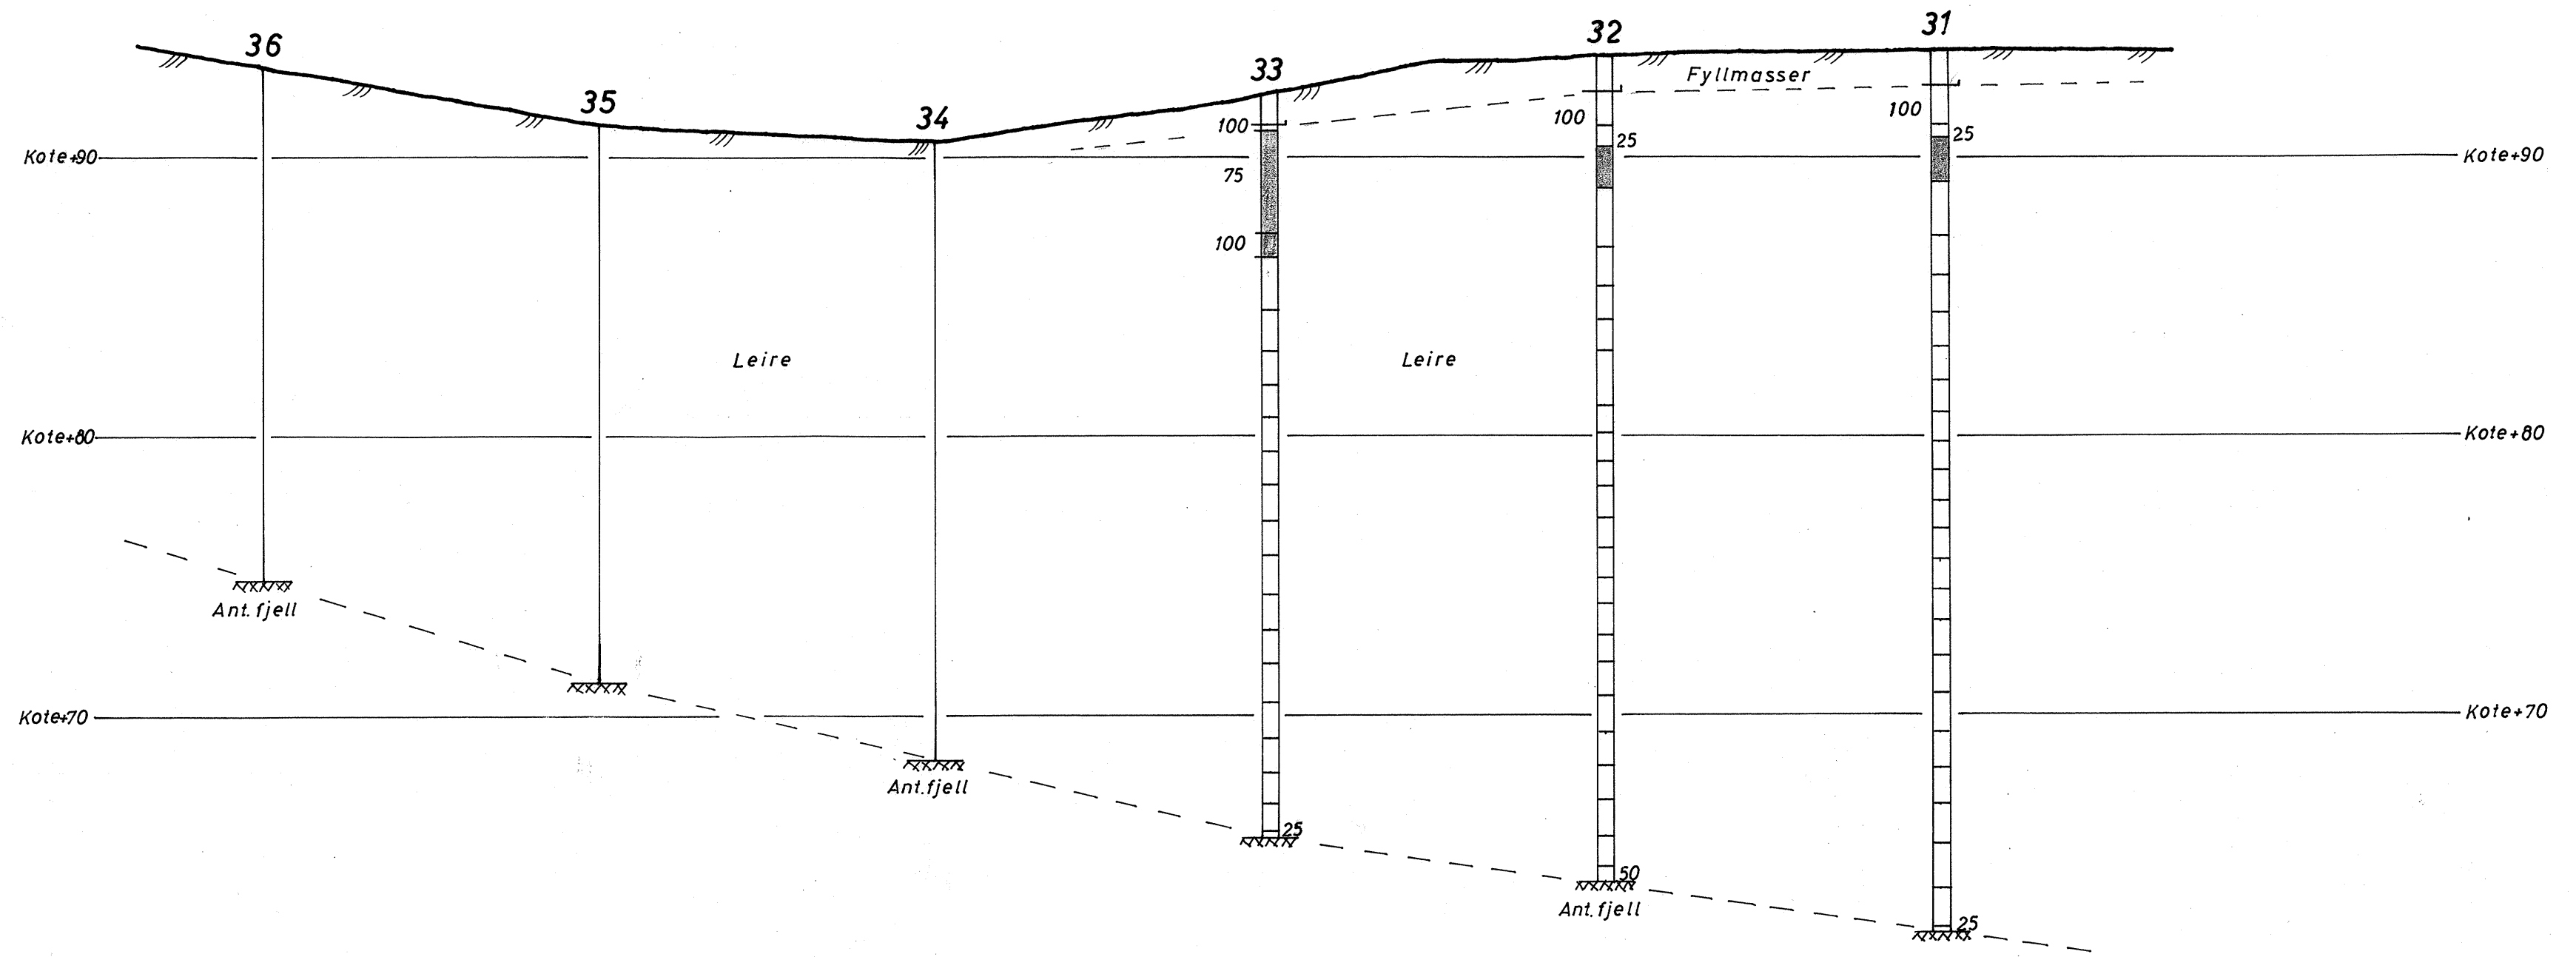 36
35
34
33
32
31
Fyllmasser
100
100
100
25
25
Kote+90
Kote+90
75
100
Leire
Leire
Kote+80
Kote+80
Ant. fjell
Kote+70
Kote+70
Ant. fjell
25
50
Ant. fjell
25